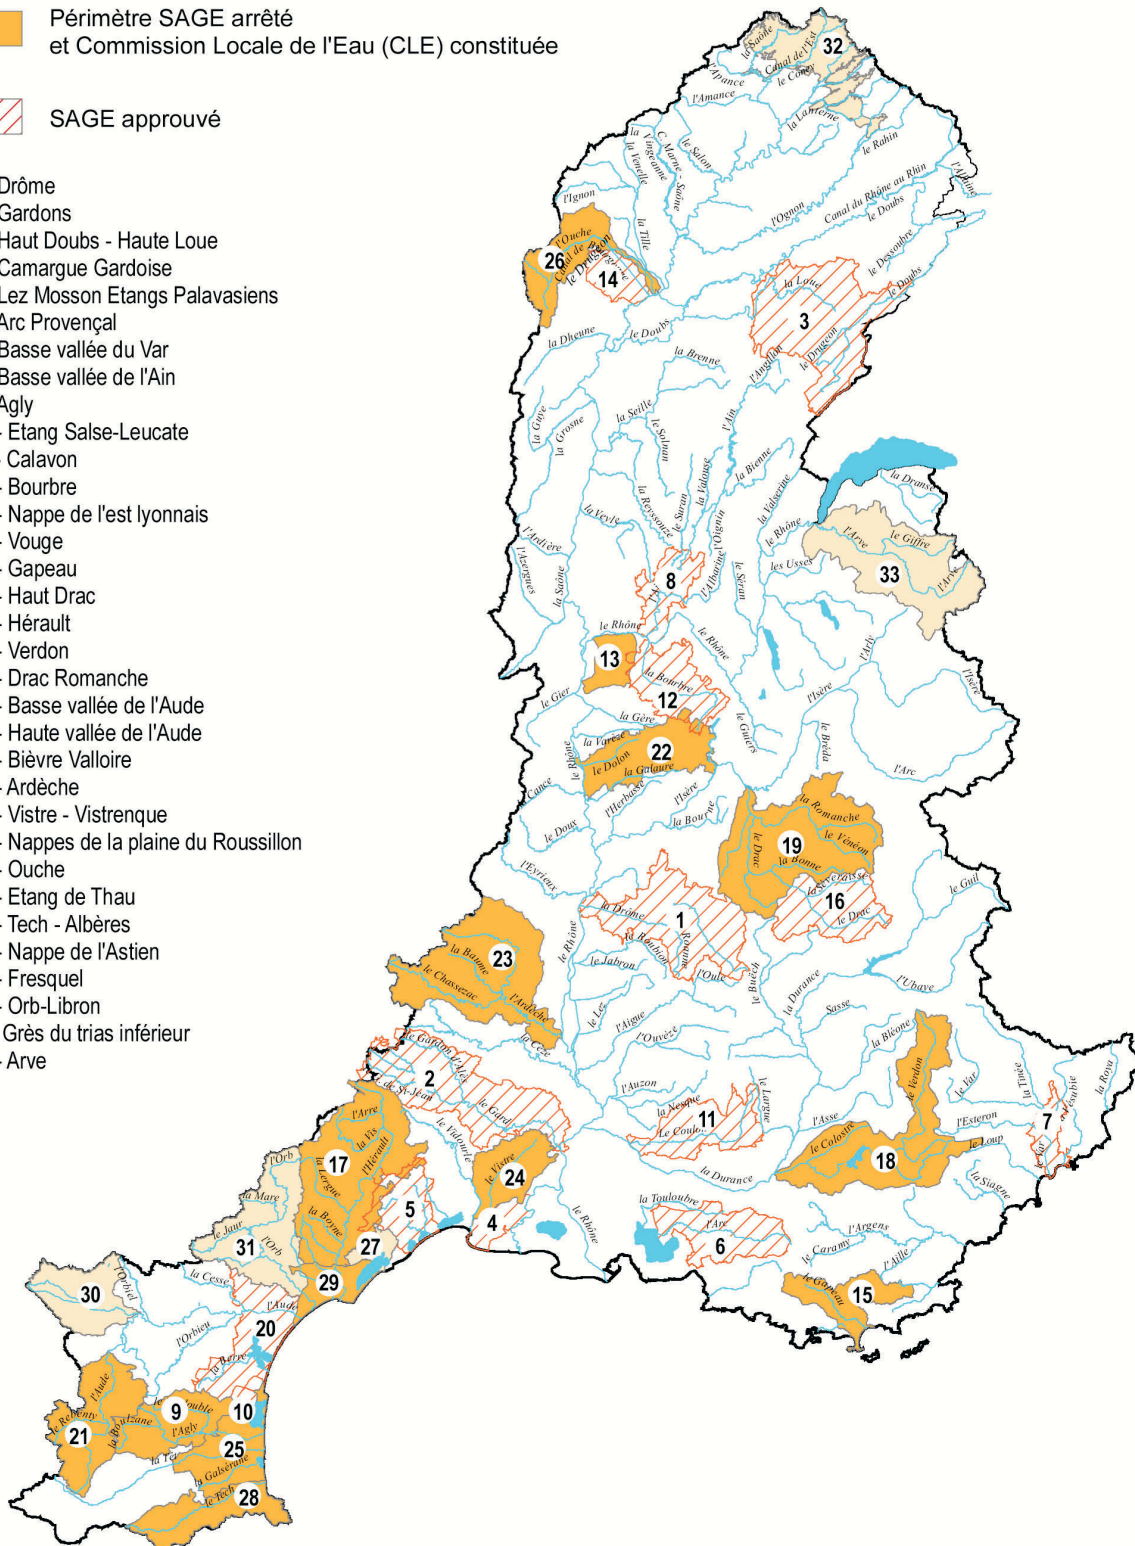 Périmètre SAGE arrêté
et Commission Locale de l'Eau (CLE) constituée
SAGE approuvé
Drôme
Gardons
Haut Doubs - Haute Loue
Camargue Gardoise
Lez Mosson Etangs Palavasiens
Arc Provençal
Basse vallée du Var
Basse vallée de l'Ain
Agly
- Etang Salse-Leucate
- Calavon
- Bourbre
- Nappe de l'est lyonnais
- Vouge
- Gapeau
- Haut Drac
- Hérault
- Verdon
- Drac Romanche
- Basse vallée de l'Aude
- Haute vallée de l'Aude
- Bièvre Valloire
- Ardèche
- Vistre - Vistrenque
- Nappes de la plaine du Roussillon
- Ouche
- Etang de Thau
- Tech - Albères
- Nappe de l'Astien
- Fresquel
- Orb-Libron
Grès du trias inférieur
- Arve
la Saône
Canal de l'Est
32
l'Apance
le Coney
l'Amance
la Lanterne
le Rahin
la Vingeanne
la Venelle
C. Marne - Saône
le Salon
l'Ignon
la Tille
l'Ognon
Canal du Rhône au Rhin
le Doubs
l'Allaine
l'Ouche
26
14
le Drugeon
le Dessoubre
le Doubs
la Loue
3
le Drugeon
la Dheune
le Doubs
la Brenne
l'Angillon
la Guye
la Grosne
la Seille
le Solnan
l'Ain
la Bienne
la Valouse
le Suran
la Reyssouze
la Veyle
l'Oignin
la Valserine
le Rhône
la Dranse
l'Arve
le Giffre
33
l'Arve
les Usses
l'Ardière
l'Azergues
la Saône
8
l'Albarine
le Séran
le Rhône
le Rhône
13
la Bourbre
12
l'Arly
l'Isère
l'Isère
le Gier
la Gère
le Guiers
le Bréda
l'Arc
la Varèze
22
le Dolon
la Galaure
le Rhône
l'Herbasse
l'Isère
la Bourne
Cance
le Doux
l'Eyrieux
la Romanche
le Vénéon
19
le Drac
la Bonne
la Séveraisse
16
le Drac
le Guil
la Drôme
1
le Roubion
le Jabron
l'Oule
le Buëch
la Durance
l'Ubaye
Sasse
23
la Baume
le Chassezac
l'Ardèche
le Rhône
le Lez
l'Aigue
l'Ouvèze
la Cèze
la Bléone
le Verdon
le Var
la Tinée
la Vésubie
la Roya
le Gardon
l'Alès
de St-Jean
2
le Gard
l'Auzon
la Nesque
11
le Largue
l'Asse
l'Esteron
7
le Var
le Colostre
18
le Loup
la Siagne
l'Arre
la Vis
l'Hérault
17
la Lergue
la Boyne
le Vidourle
le Vistre
24
4
5
la Durance
la Touloubre
l'Arc
6
l'Argens
le Caramy
l'Aille
le Gapeau
15
le Rhône
l'Orb
la Mare
le Jaur
31
l'Orb
27
29
30
l'Orbiel
la Cesse
l'Aude
20
l'Orbieu
la Berre
l'Aude
le Rebenty
21
la Boulzane
9
l'Agly
10
25
la Têt
le Tech
28